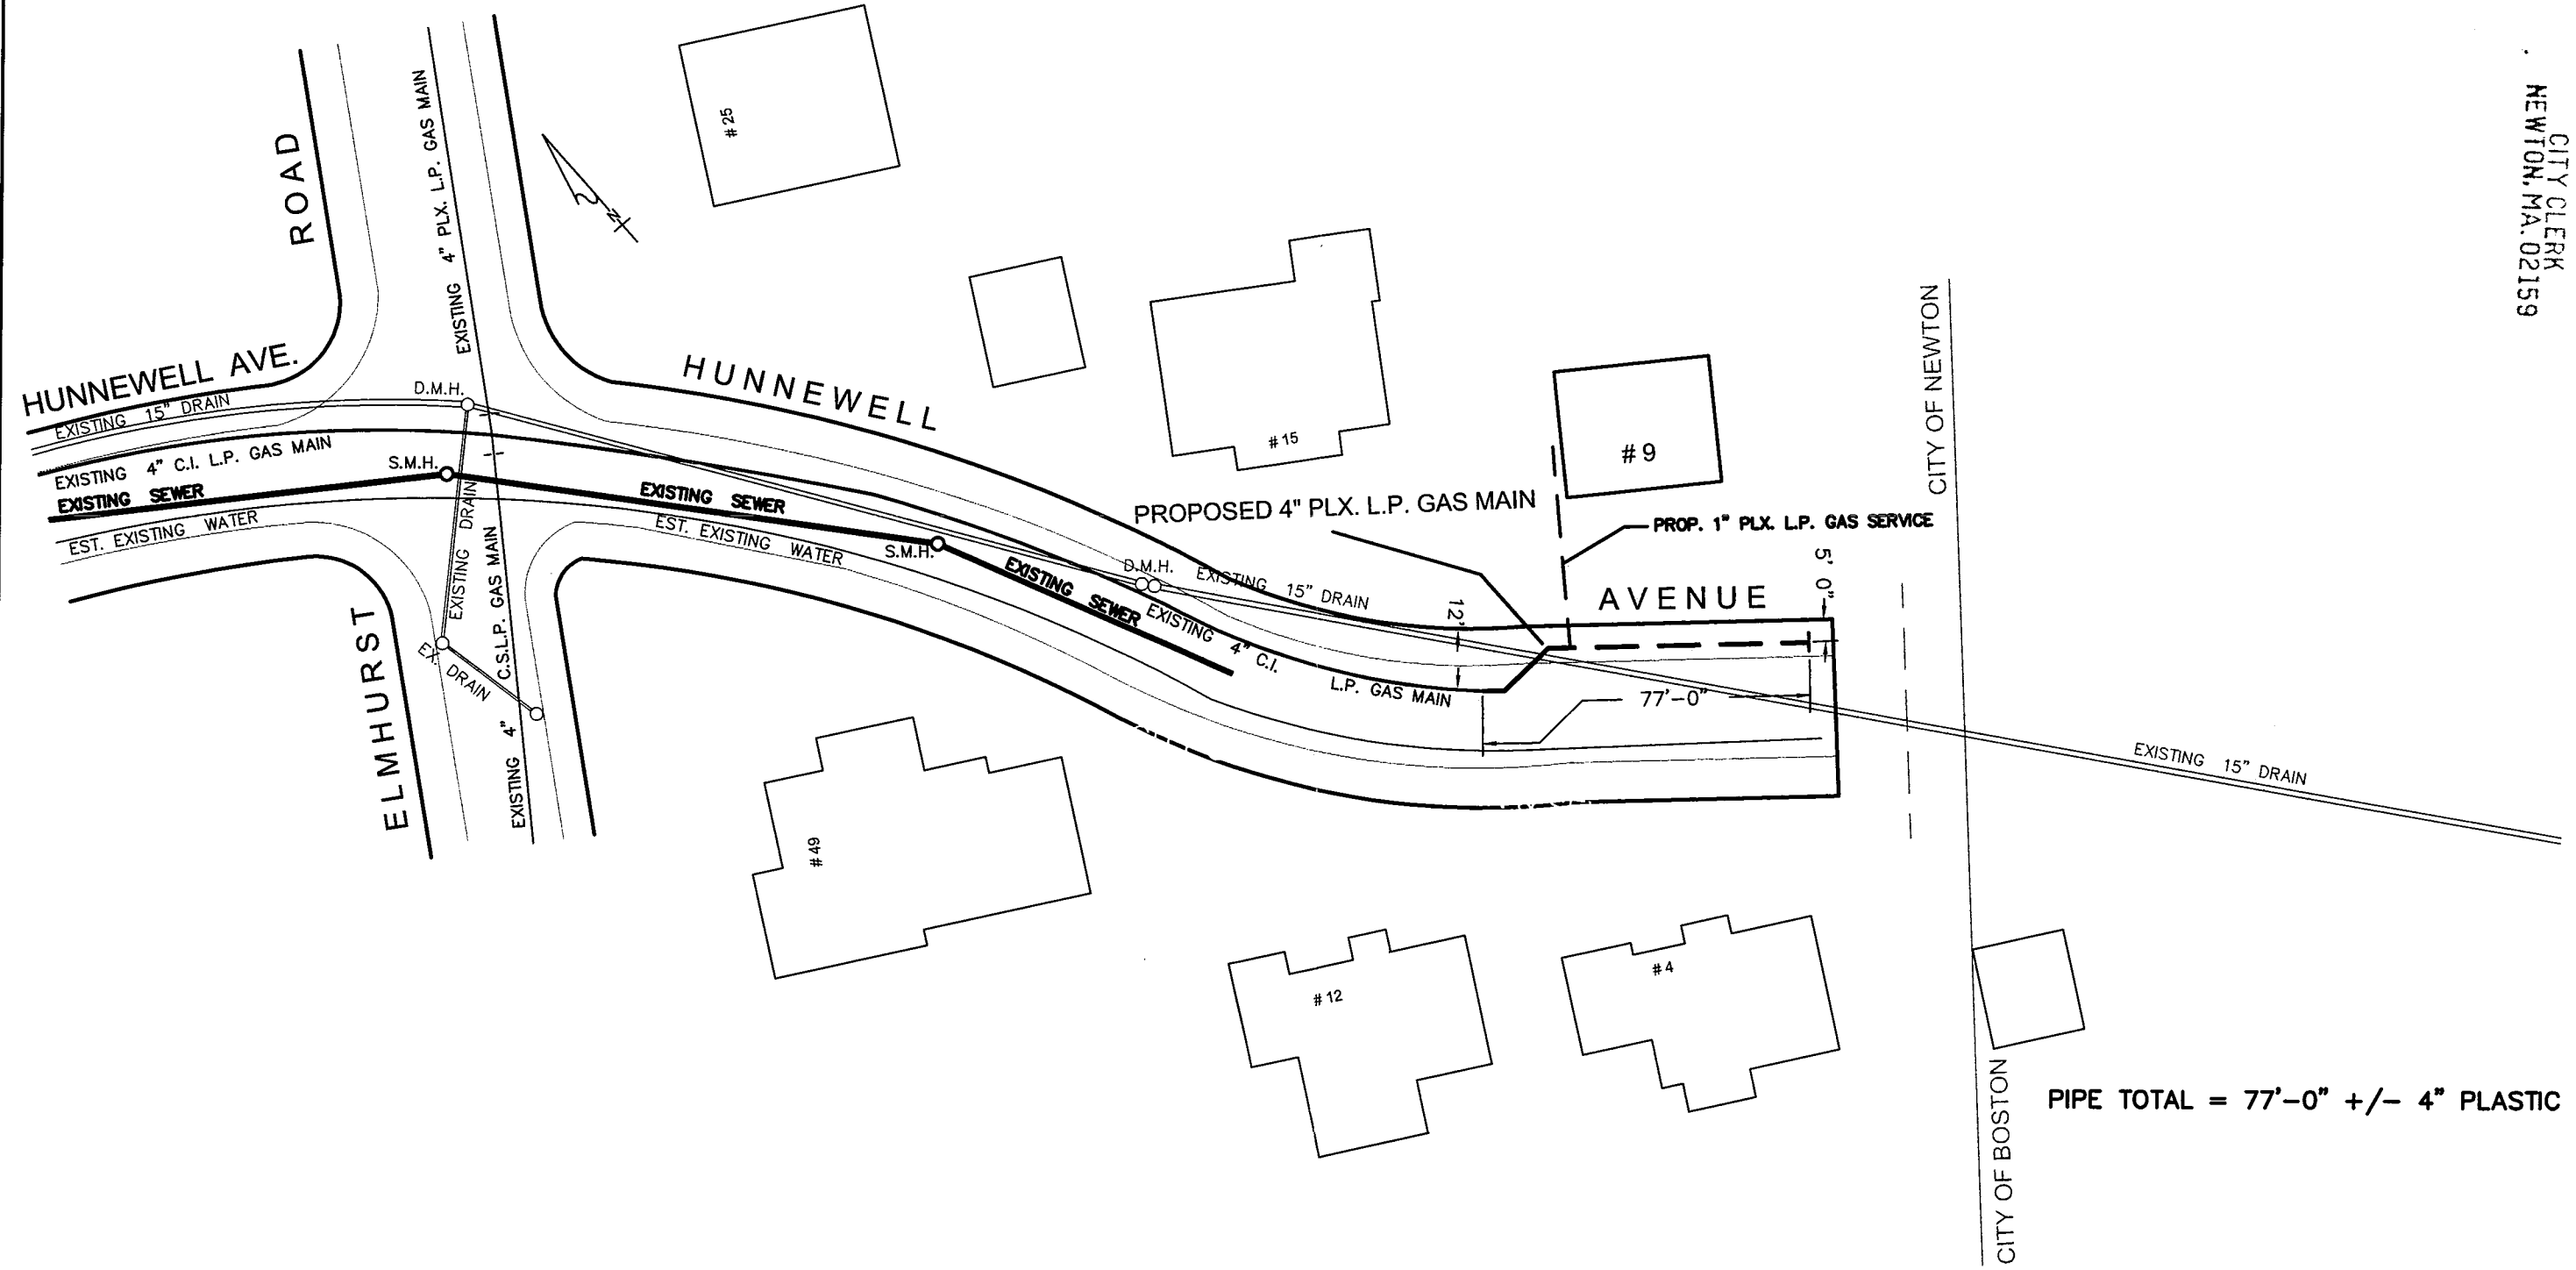 CITY CLERK
NEWTON, MA. 02159
ROAD
EXISTING 4" PLX. L.P. GAS MAIN
#25
N
HUNNEWELL AVE.
EXISTING 15" DRAIN
D.M.H.
HUNNEWELL
EXISTING 4" C.I. L.P. GAS MAIN
S.M.H.
EXISTING SEWER
EXISTING SEWER
EST. EXISTING WATER
EST. EXISTING WATER
EXISTING DRAIN
S.M.H.
EXISTING SEWER
#15
#9
PROPOSED 4" PLX. L.P. GAS MAIN
PROP. 1" PLX. L.P. GAS SERVICE
D.M.H.
EXISTING 15" DRAIN
EXISTING 4" C.I.
L.P. GAS MAIN
12'
AVENUE
5' 0"
77'-0"
CITY OF NEWTON
ELMHURST
EX. DRAIN
EXISTING 4" C.S.L.P. GAS MAIN
EXISTING 15" DRAIN
#49
#12
#4
CITY OF BOSTON
PIPE TOTAL = 77'-0" +/- 4" PLASTIC